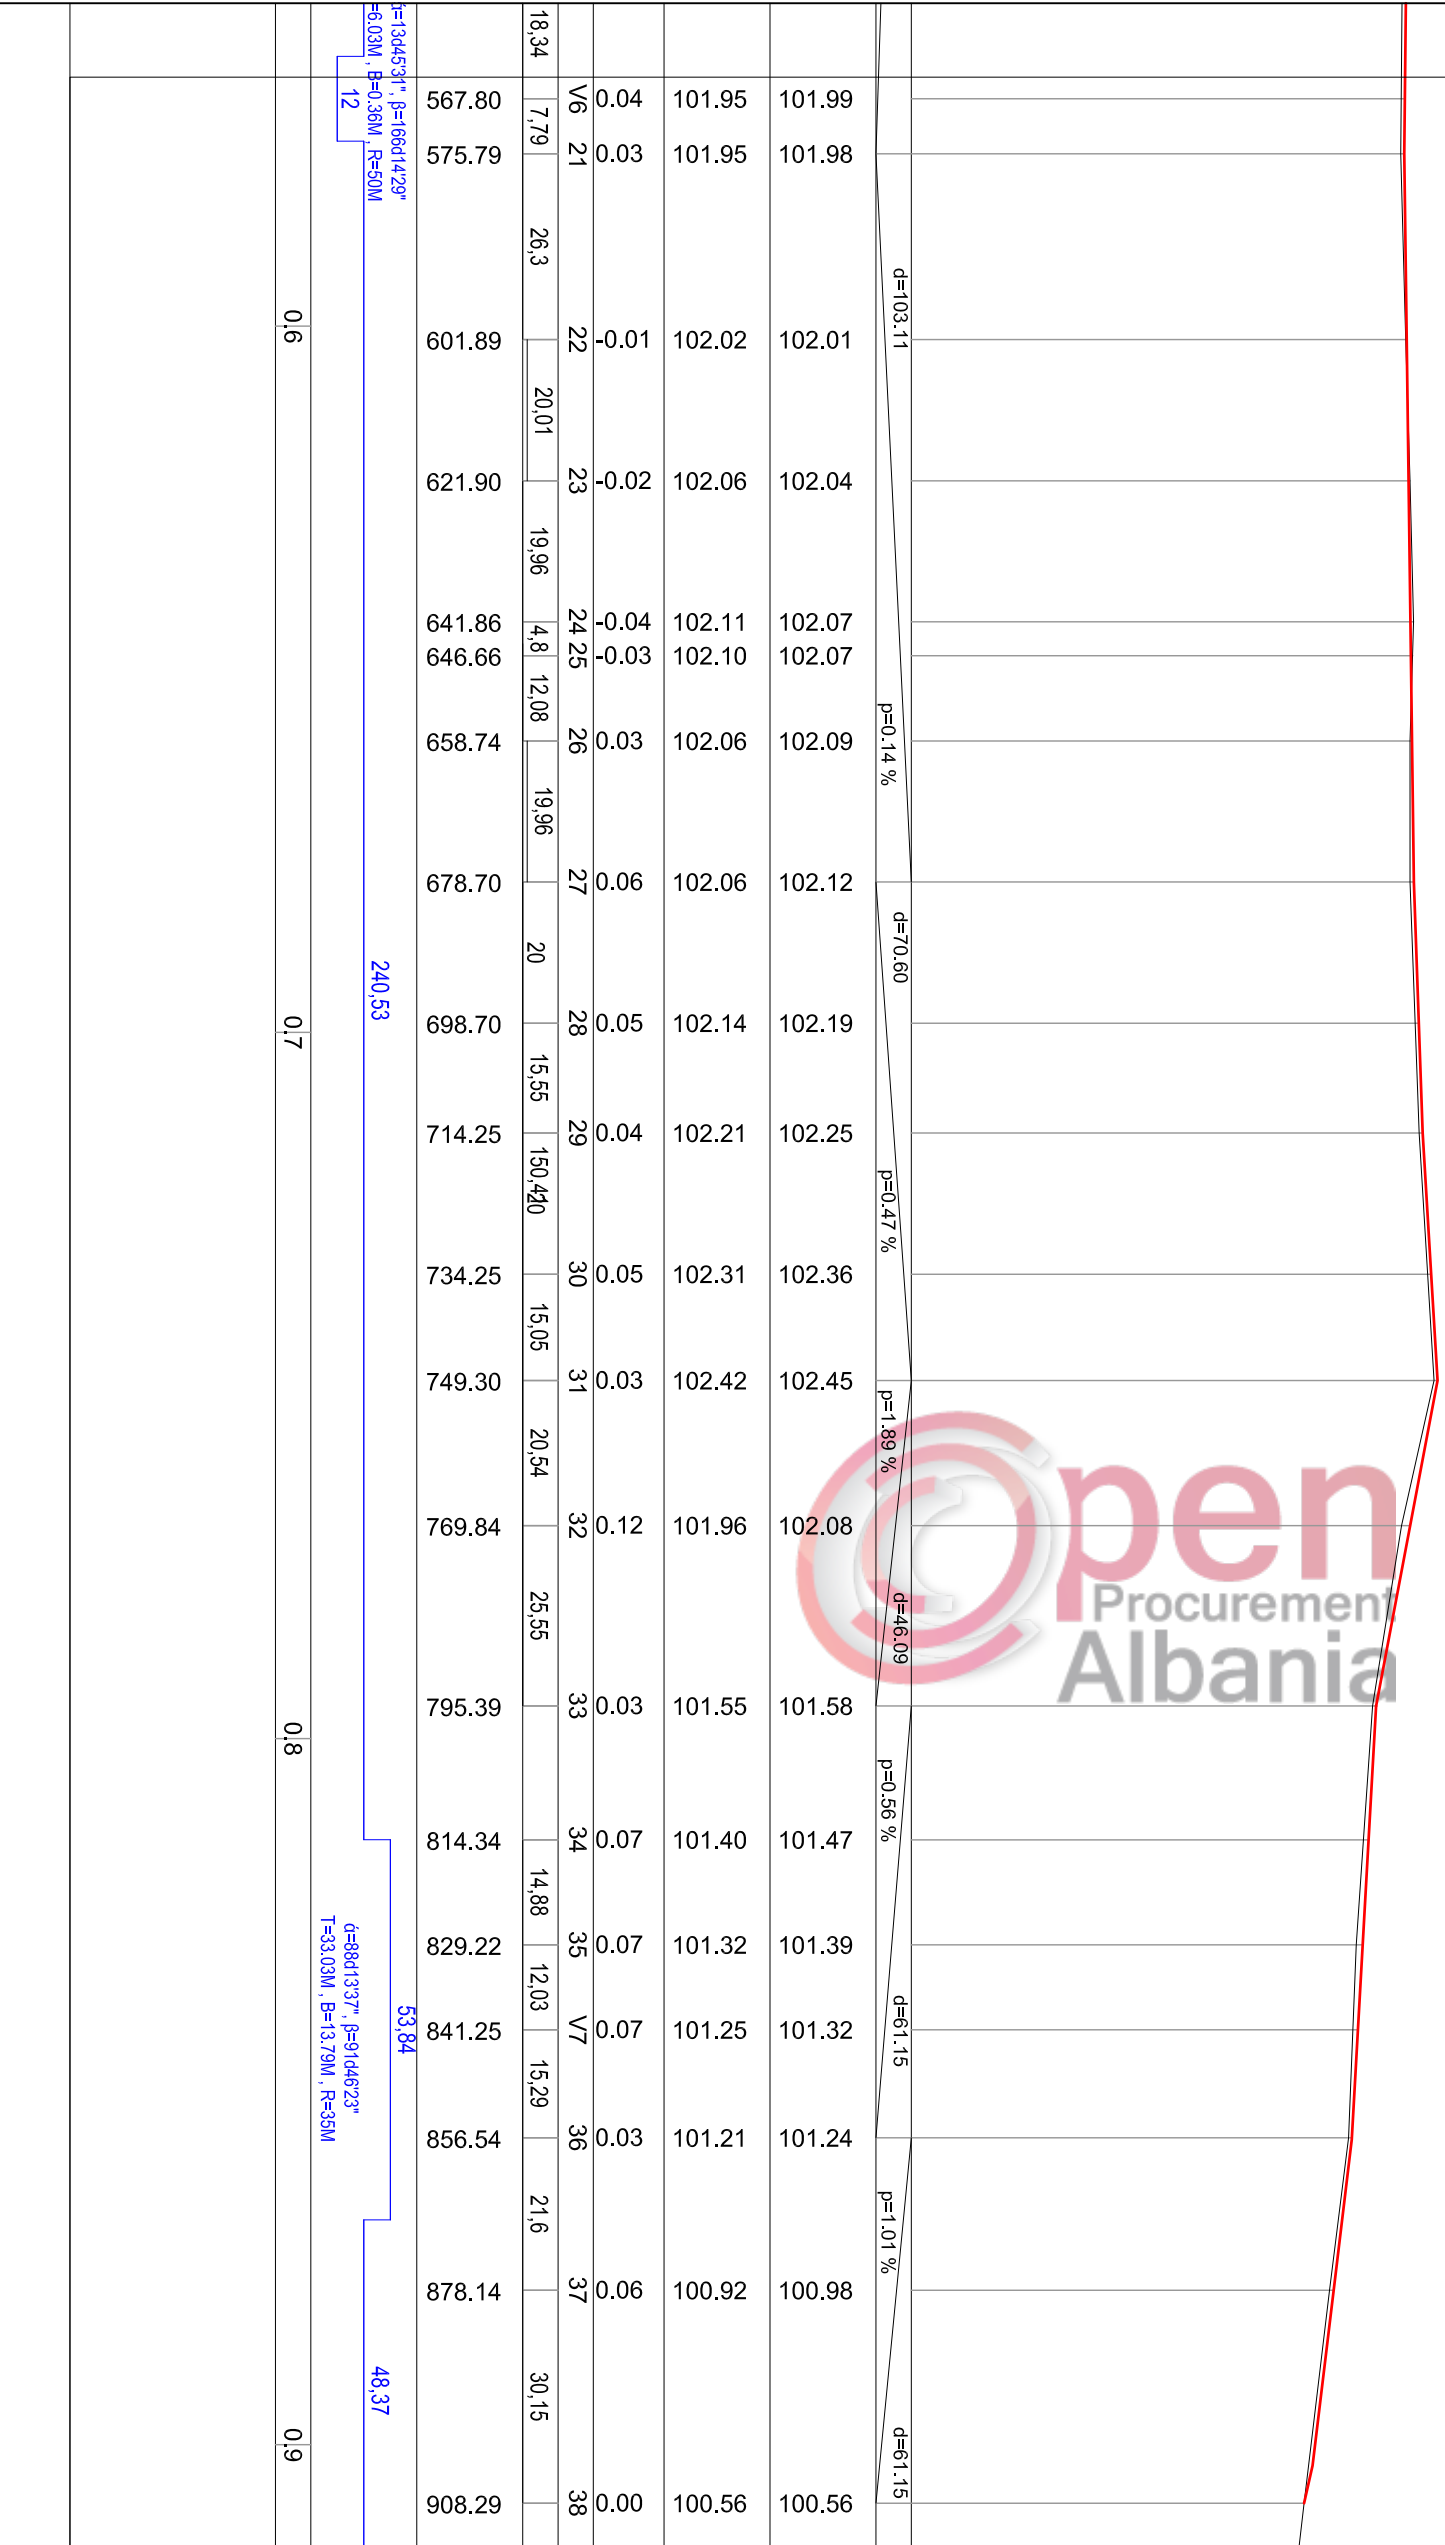 18,34
ά=13d45'31", β=166d14'29"
=6.03M , B=0.36M , R=50M
12
567.80 V6 0.04 101.95 101.99
7,79
575.79 21 0.03 101.95 101.98
26,3
d=103.11
0.6
601.89 22 -0.01 102.02 102.01
20,01
621.90 23 -0.02 102.06 102.04
19,96
641.86 24 -0.04 102.11 102.07
4,8
646.66 25 -0.03 102.10 102.07
12,08
p=0.14 %
658.74 26 0.03 102.06 102.09
19,96
678.70 27 0.06 102.06 102.12
20
d=70.60
240,53
0.7
698.70 28 0.05 102.14 102.19
15,55
714.25 29 0.04 102.21 102.25
150,41
20
p=0.47 %
734.25 30 0.05 102.31 102.36
15,05
749.30 31 0.03 102.42 102.45
20,54
p=1.89 %
769.84 32 0.12 101.96 102.08
25,55
d=46.09
pen
Procurement
Albania
795.39 33 0.03 101.55 101.58
0.8
p=0.56 %
814.34 34 0.07 101.40 101.47
14,88
829.22 35 0.07 101.32 101.39
12,03
ά=88d13'37", β=91d46'23"
T=33.03M , B=13.79M , R=35M
53,84
841.25 V7 0.07 101.25 101.32
d=61.15
15,29
856.54 36 0.03 101.21 101.24
21,6
p=1.01 %
878.14 37 0.06 100.92 100.98
48,37
30,15
0.9
d=61.15
908.29 38 0.00 100.56 100.56